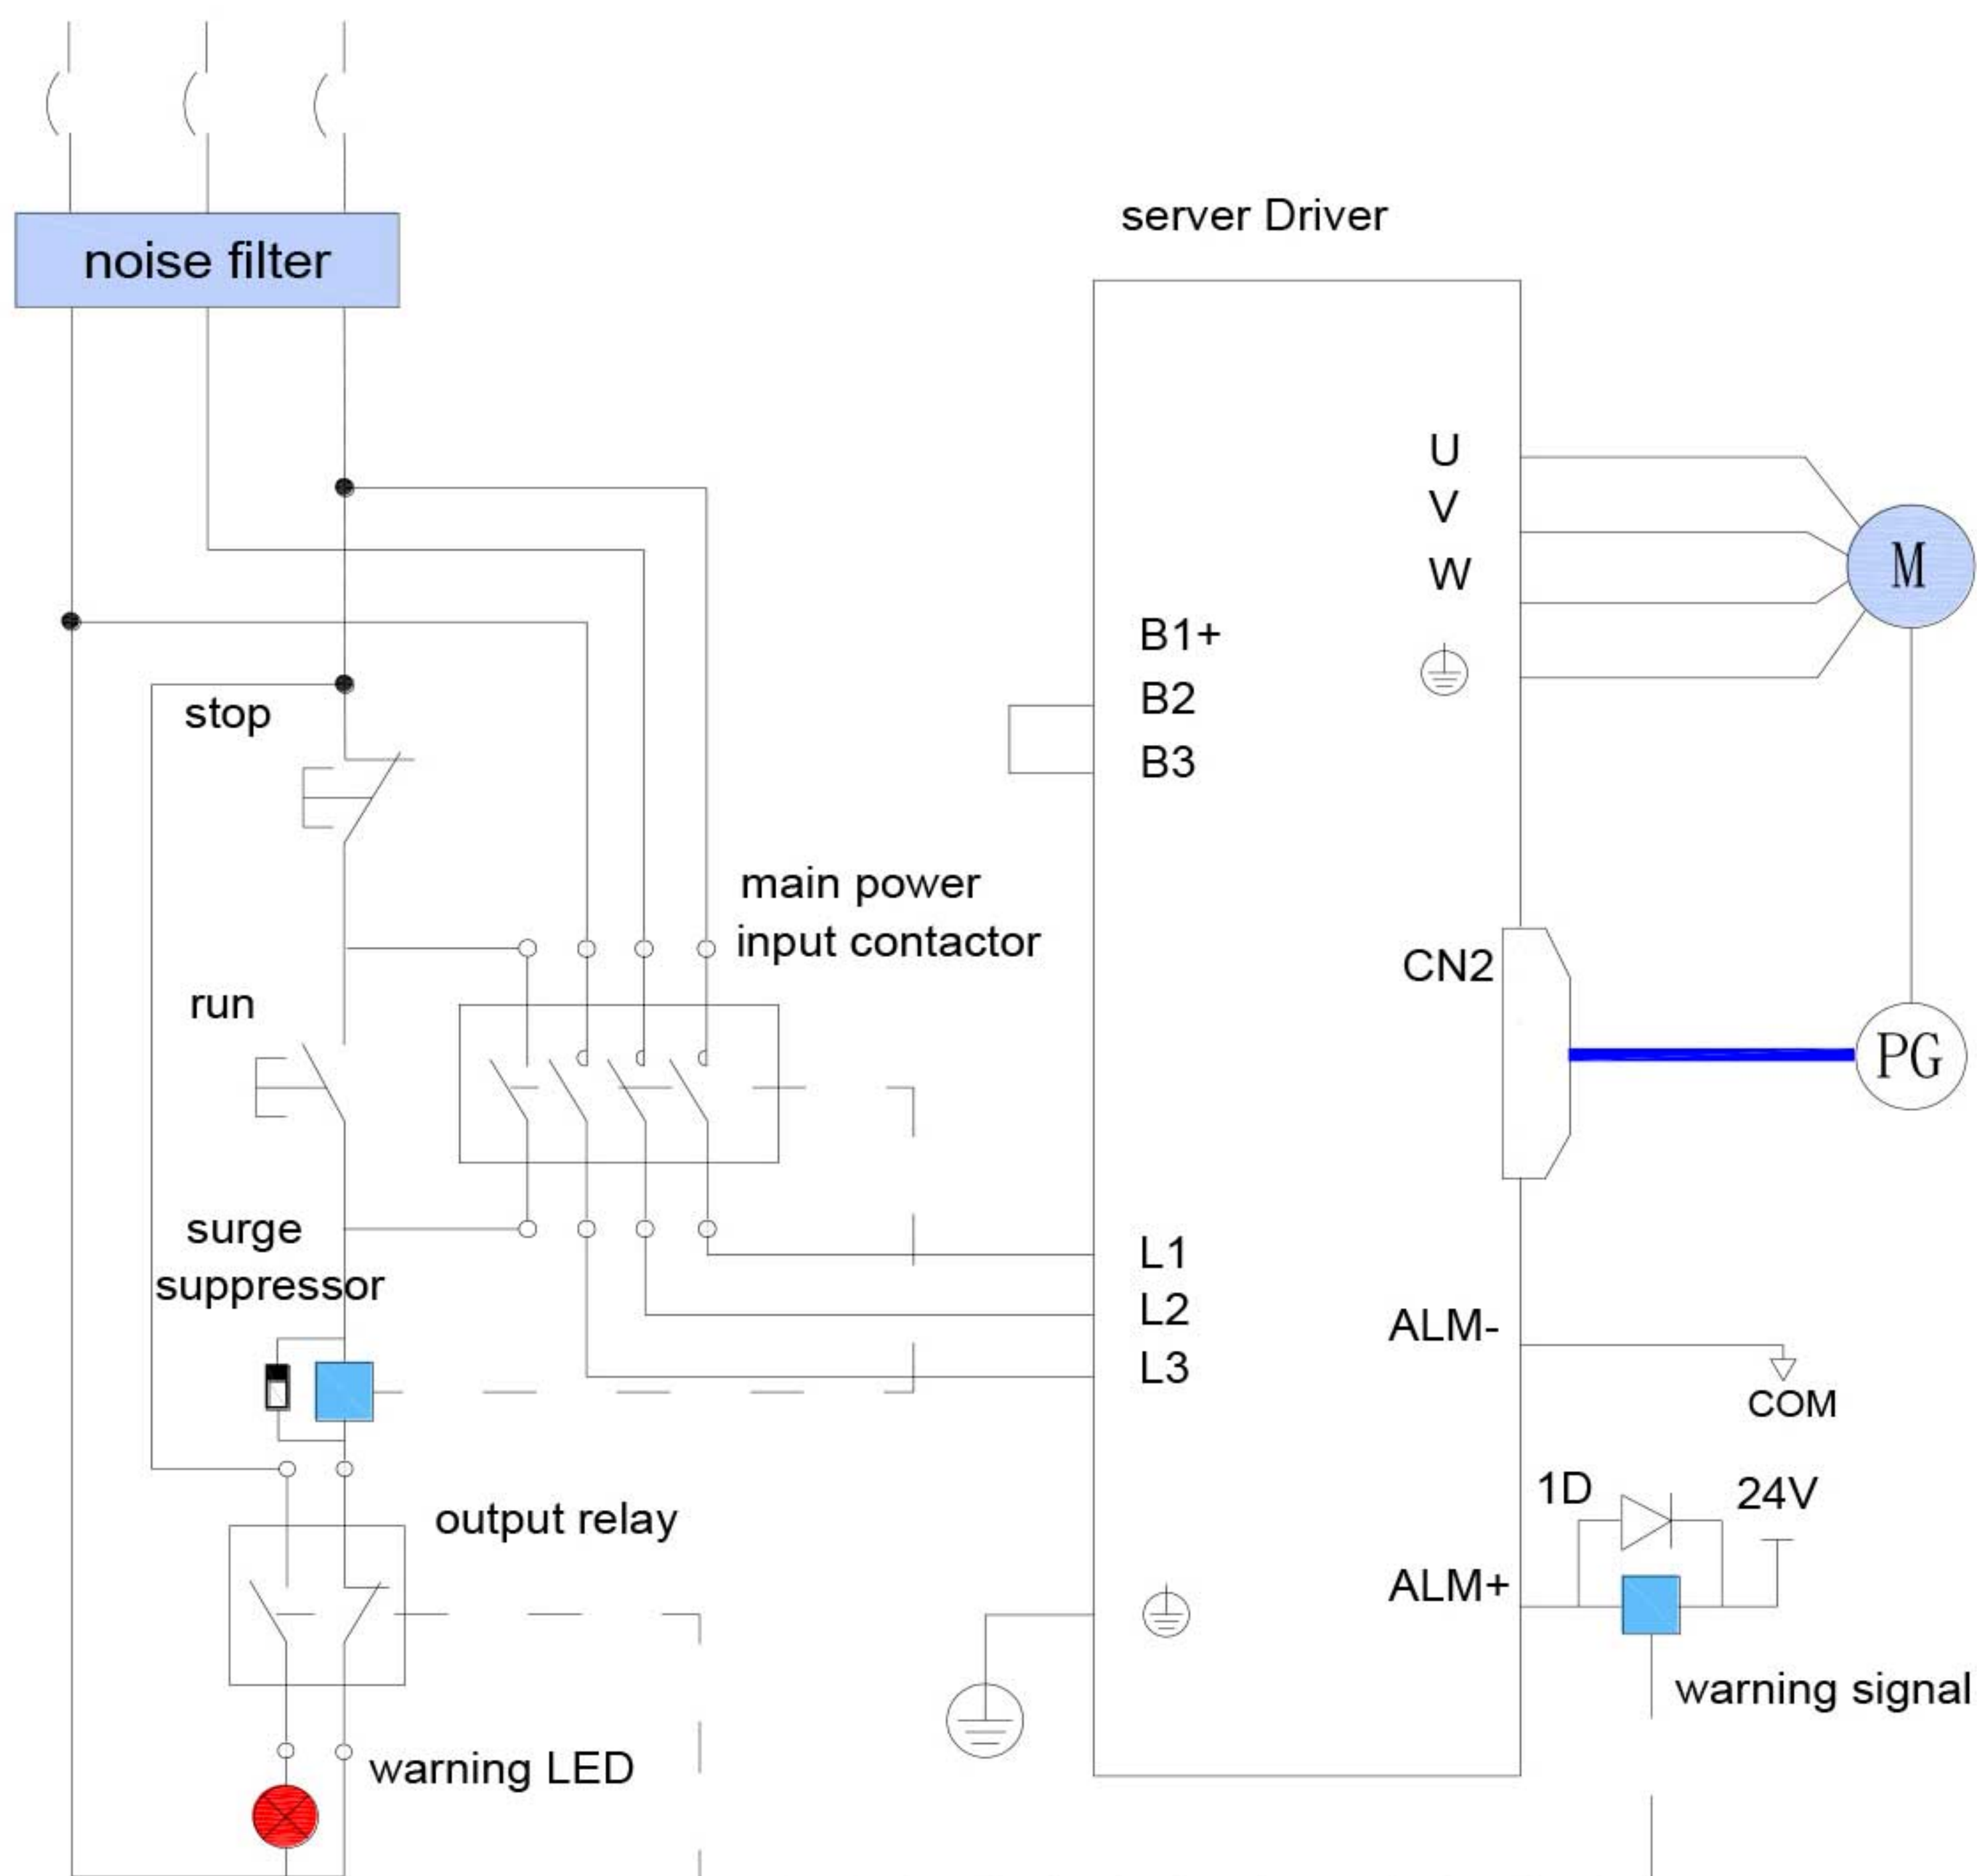 server Driver
noise filter
U
V
W
B1+
B2
B3
M
stop
main power
input contactor
CN2
run
PG
surge
suppressor
L1
L2
L3
ALM-
COM
1D
24V
output relay
ALM+
warning signal
warning LED